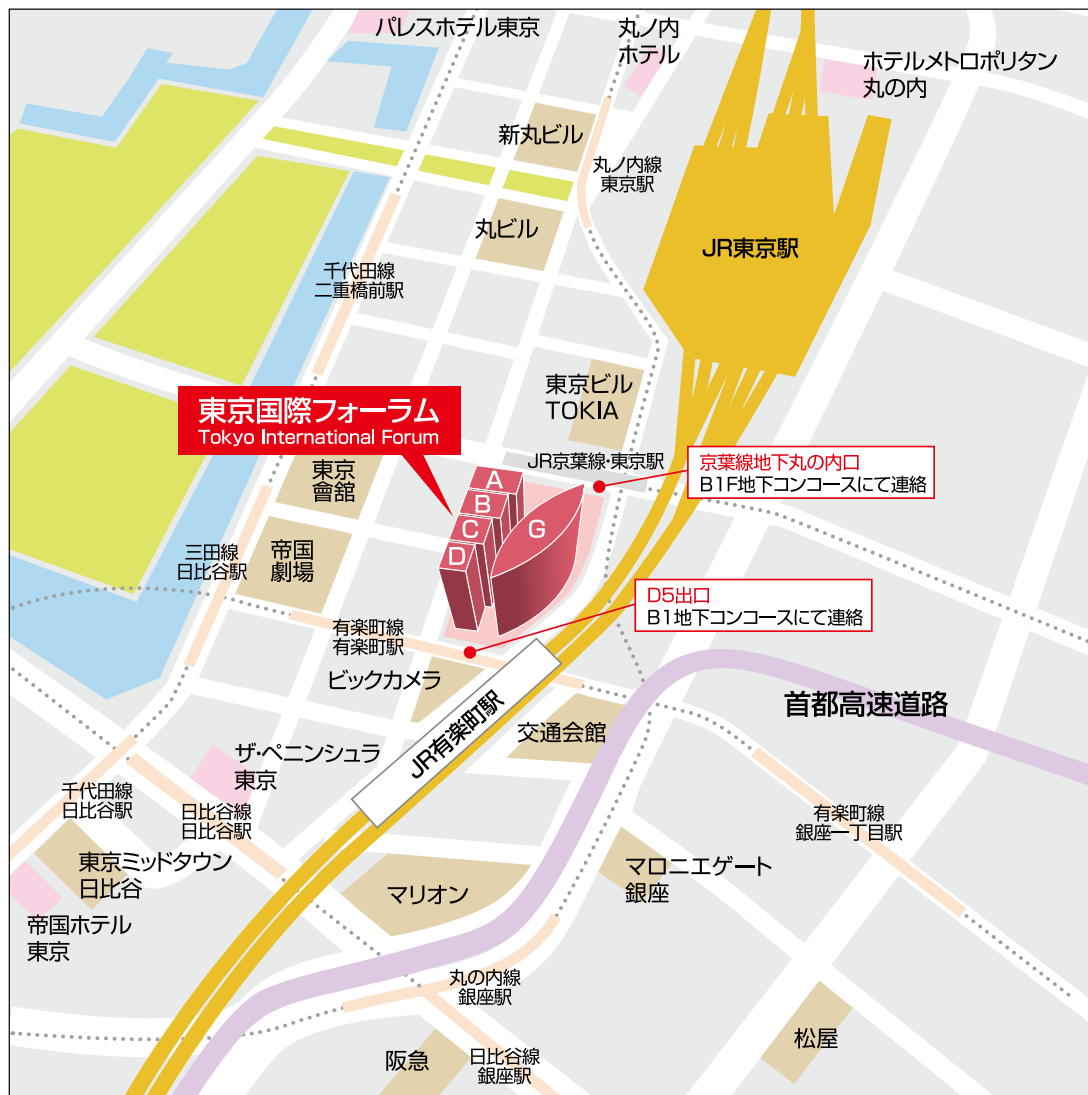 パレスホテル東京
丸ノ内
ホテル
ホテルメトロポリタン
丸の内
新丸ビル
丸ノ内線
東京駅
丸ビル
JR東京駅
千代田線
二重橋前駅
東京ビル
TOKIA
東京国際フォーラム
Tokyo International Forum
JR京葉線・東京駅
京葉線地下丸の内口
B1F地下コンコースにて連絡
東京
會舘
A
B
C
D
G
三田線
日比谷駅
帝国
劇場
D5出口
B1地下コンコースにて連絡
有楽町線
有楽町駅
ビックカメラ
JR有楽町駅
交通会館
首都高速道路
ザ・ペニンシュラ
東京
千代田線
日比谷駅
日比谷線
日比谷駅
有楽町線
銀座一丁目駅
東京ミッドタウン
日比谷
マリオン
マロニエゲート
銀座
帝国ホテル
東京
丸の内線
銀座駅
松屋
阪急
日比谷線
銀座駅